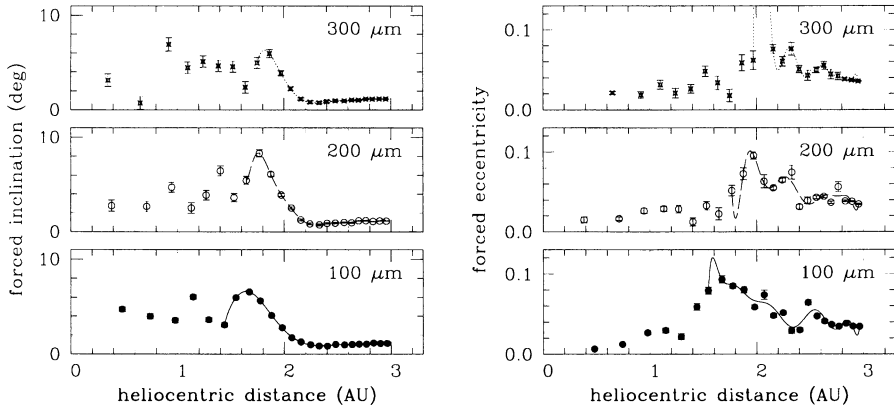 forced inclination (deg)
10
300 μm
0
10
200 μm
0
10
100 μm
0
0 1 2 3
heliocentric distance (AU)
forced eccentricity
0.1
300 μm
0.0
0.1
200 μm
0.0
0.1
100 μm
0.0
0 1 2 3
heliocentric distance (AU)